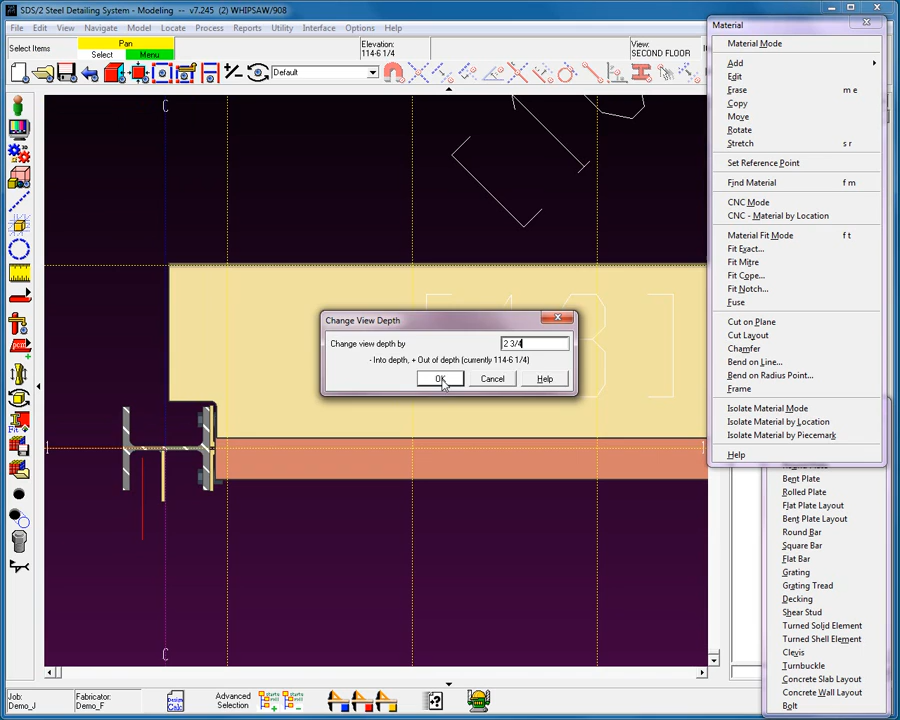 SDS/2 Steel Detailing System - Modeling -- v7.245 (2) WHIPSAW/908
File Edit View Navigate Model Locate Process Reports Utility Interface Options Help
Select Items
Pan
Select Menu
Elevation:
114-6 1/4
View:
SECOND FLOOR
Default
C
1
1
C
Change View Depth
Change view depth by
2 3/4
- Into depth, + Out of depth (currently 114-6 1/4)
OK Cancel Help
Material
Material Mode
Add
Edit
Erase m e
Copy
Move
Rotate
Stretch s r
Set Reference Point
Find Material f m
CNC Mode
CNC - Material by Location
Material Fit Mode f t
Fit Exact...
Fit Mitre
Fit Cope...
Fit Notch...
Fuse
Cut on Plane
Cut Layout
Chamfer
Bend on Line...
Bend on Radius Point...
Frame
Isolate Material Mode
Isolate Material by Location
Isolate Material by Piecemark
Help
Bent Plate
Rolled Plate
Flat Plate Layout
Bent Plate Layout
Round Bar
Square Bar
Flat Bar
Grating
Grating Tread
Decking
Shear Stud
Turned Solid Element
Turned Shell Element
Clevis
Turnbuckle
Concrete Slab Layout
Concrete Wall Layout
Bolt
Job:
Demo_J
Fabricator:
Demo_F
Design Calc
Advanced
Selection